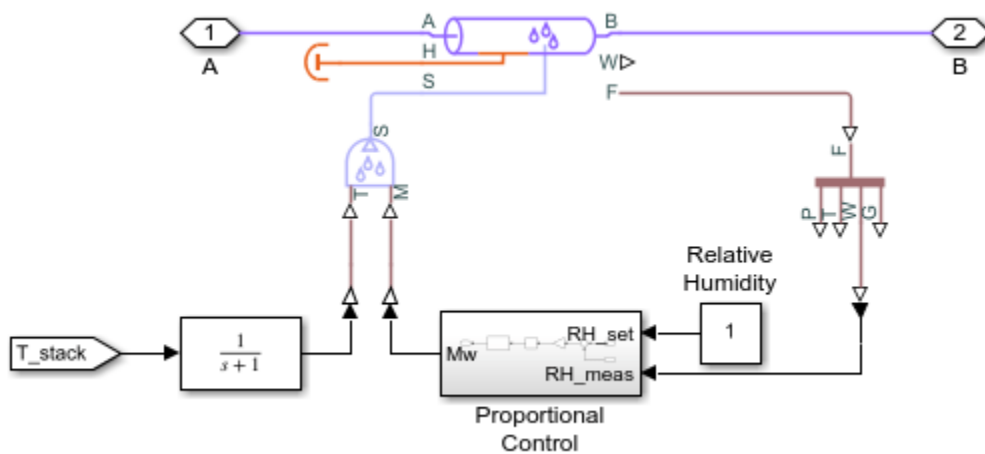 1
A
A
B
2
B
H
W
S
F
S
T
M
F
P
T
W
G
Relative
Humidity
1
T_stack
1
s + 1
Mw
RH_set
RH_meas
Proportional
Control